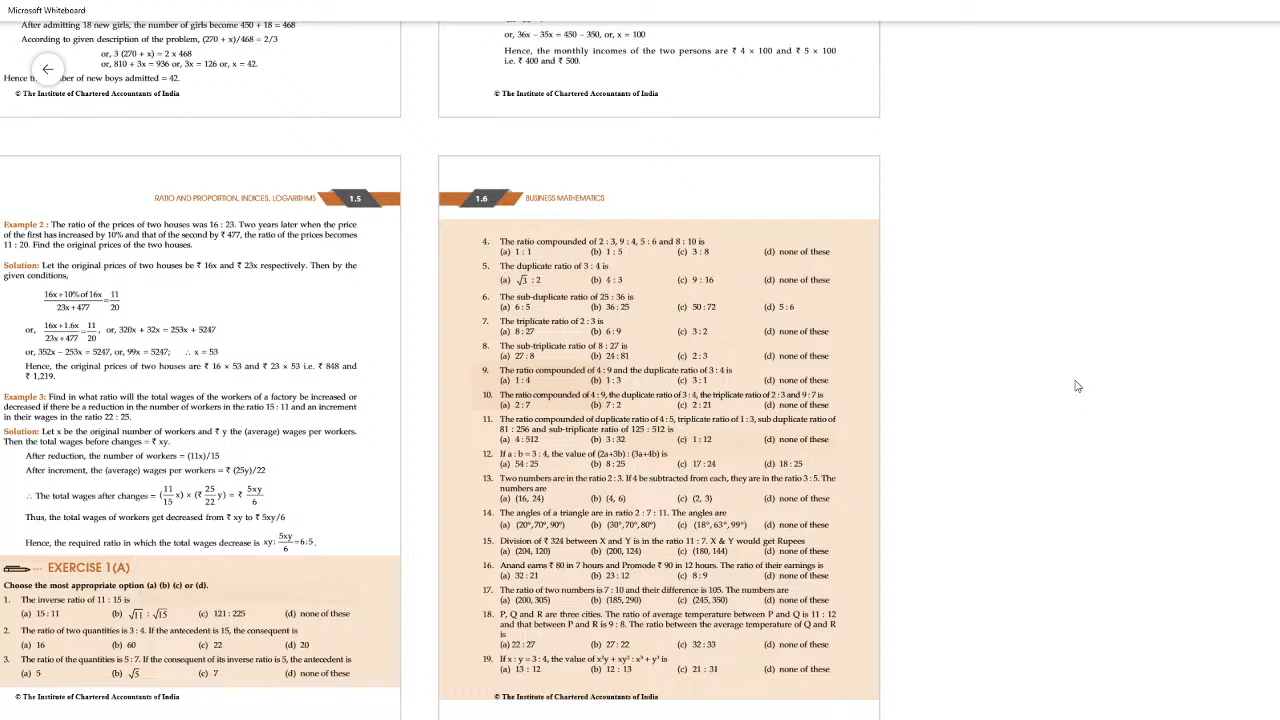 Microsoft Whiteboard
After admitting 18 new girls, the number of girls become 450 + 18 = 468
According to given description of the problem, (270 + x)/468 = 2/3
or, 3 (270 + x) = 2 x 468
or, 810 + 3x = 936 or, 3x = 126 or, x = 42.
Hence t ber of new boys admitted = 42.
© The Institute of Chartered Accountants of India
or, 36x – 35x = 450 – 350, or, x = 100
Hence, the monthly incomes of the two persons are ₹ 4 × 100 and ₹ 5 × 100
i.e. ₹ 400 and ₹ 500.
© The Institute of Chartered Accountants of India
RATIO AND PROPORTION, INDICES, LOGARITHMS 1.5
Example 2 : The ratio of the prices of two houses was 16 : 23. Two years later when the price
of the first has increased by 10% and that of the second by ₹ 477, the ratio of the prices becomes
11 : 20. Find the original prices of the two houses.
Solution: Let the original prices of two houses be ₹ 16x and ₹ 23x respectively. Then by the
given conditions,
16x+10% of 16x / 23x+477 = 11 / 20
or, 16x+1.6x / 23x+477 = 11 / 20 , or, 320x + 32x = 253x + 5247
or, 352x – 253x = 5247, or, 99x = 5247; ∴ x = 53
Hence, the original prices of two houses are ₹ 16 × 53 and ₹ 23 × 53 i.e. ₹ 848 and
₹ 1,219.
Example 3: Find in what ratio will the total wages of the workers of a factory be increased or
decreased if there be a reduction in the number of workers in the ratio 15 : 11 and an increment
in their wages in the ratio 22 : 25.
Solution: Let x be the original number of workers and ₹ y the (average) wages per workers.
Then the total wages before changes = ₹ xy.
After reduction, the number of workers = (11x)/15
After increment, the (average) wages per workers = ₹ (25y)/22
∴ The total wages after changes = (11/15 x) × (₹ 25/22 y) = ₹ 5xy/6
Thus, the total wages of workers get decreased from ₹ xy to ₹ 5xy/6
Hence, the required ratio in which the total wages decrease is xy: 5xy/6 = 6:5.
EXERCISE 1(A)
Choose the most appropriate option (a) (b) (c) or (d).
1. The inverse ratio of 11 : 15 is
(a) 15 : 11 (b) √11 : √15 (c) 121 : 225 (d) none of these
2. The ratio of two quantities is 3 : 4. If the antecedent is 15, the consequent is
(a) 16 (b) 60 (c) 22 (d) 20
3. The ratio of the quantities is 5 : 7. If the consequent of its inverse ratio is 5, the antecedent is
(a) 5 (b) √5 (c) 7 (d) none of these
© The Institute of Chartered Accountants of India
1.6 BUSINESS MATHEMATICS
4. The ratio compounded of 2 : 3, 9 : 4, 5 : 6 and 8 : 10 is
(a) 1 : 1 (b) 1 : 5 (c) 3 : 8 (d) none of these
5. The duplicate ratio of 3 : 4 is
(a) √3 : 2 (b) 4 : 3 (c) 9 : 16 (d) none of these
6. The sub-duplicate ratio of 25 : 36 is
(a) 6 : 5 (b) 36 : 25 (c) 50 : 72 (d) 5 : 6
7. The triplicate ratio of 2 : 3 is
(a) 8 : 27 (b) 6 : 9 (c) 3 : 2 (d) none of these
8. The sub-triplicate ratio of 8 : 27 is
(a) 27 : 8 (b) 24 : 81 (c) 2 : 3 (d) none of these
9. The ratio compounded of 4 : 9 and the duplicate ratio of 3 : 4 is
(a) 1 : 4 (b) 1 : 3 (c) 3 : 1 (d) none of these
10. The ratio compounded of 4 : 9, the duplicate ratio of 3 : 4, the triplicate ratio of 2 : 3 and 9 : 7 is
(a) 2 : 7 (b) 7 : 2 (c) 2 : 21 (d) none of these
11. The ratio compounded of duplicate ratio of 4 : 5, triplicate ratio of 1 : 3, sub duplicate ratio of
81 : 256 and sub-triplicate ratio of 125 : 512 is
(a) 4 : 512 (b) 3 : 32 (c) 1 : 12 (d) none of these
12. If a : b = 3 : 4, the value of (2a+3b) : (3a+4b) is
(a) 54 : 25 (b) 8 : 25 (c) 17 : 24 (d) 18 : 25
13. Two numbers are in the ratio 2 : 3. If 4 be subtracted from each, they are in the ratio 3 : 5. The
numbers are
(a) (16, 24) (b) (4, 6) (c) (2, 3) (d) none of these
14. The angles of a triangle are in ratio 2 : 7 : 11. The angles are
(a) (20°, 70°, 90°) (b) (30°, 70°, 80°) (c) (18°, 63°, 99°) (d) none of these
15. Division of ₹ 324 between X and Y is in the ratio 11 : 7. X & Y would get Rupees
(a) (204, 120) (b) (200, 124) (c) (180, 144) (d) none of these
16. Anand earns ₹ 80 in 7 hours and Promode ₹ 90 in 12 hours. The ratio of their earnings is
(a) 32 : 21 (b) 23 : 12 (c) 8 : 9 (d) none of these
17. The ratio of two numbers is 7 : 10 and their difference is 105. The numbers are
(a) (200, 305) (b) (185, 290) (c) (245, 350) (d) none of these
18. P, Q and R are three cities. The ratio of average temperature between P and Q is 11 : 12
and that between P and R is 9 : 8. The ratio between the average temperature of Q and R
is
(a) 22 : 27 (b) 27 : 22 (c) 32 : 33 (d) none of these
19. If x : y = 3 : 4, the value of x²y + xy² : x³ + y³ is
(a) 13 : 12 (b) 12 : 13 (c) 21 : 31 (d) none of these
© The Institute of Chartered Accountants of India